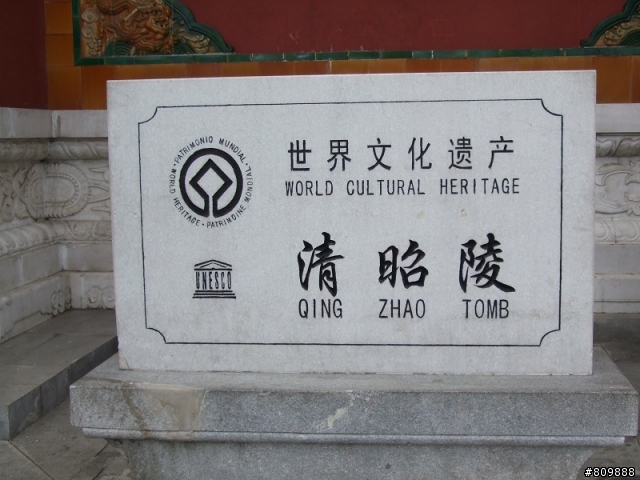 世界文化遗产
WORLD CULTURAL HERITAGE
PATRIMONIO MUNDIAL • WORLD HERITAGE • PATRIMOINE MONDIAL •
UNESCO
清昭陵
QING ZHAO TOMB
#809888